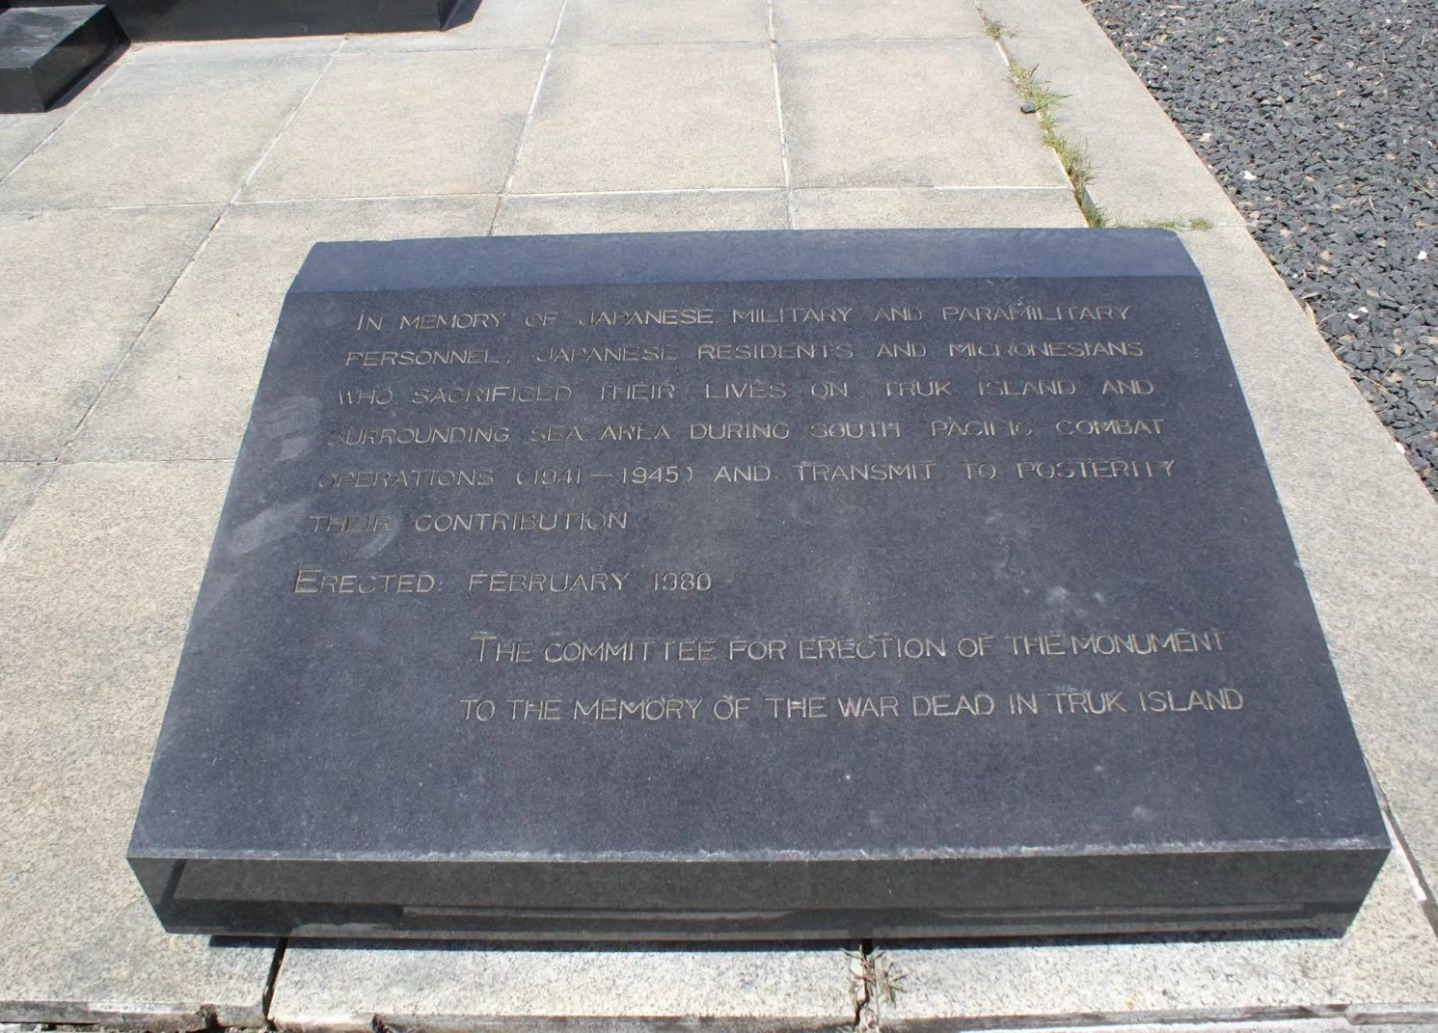 IN MEMORY OF JAPANESE MILITARY AND PARAMILITARY
PERSONNEL, JAPANESE RESIDENTS AND MICRONESIANS
WHO SACRIFICED THEIR LIVES ON TRUK ISLAND AND
SURROUNDING SEA AREA DURING SOUTH PACIFIC COMBAT
OPERATIONS (1941-1945) AND TRANSMIT TO POSTERITY
THEIR CONTRIBUTION
ERECTED: FEBRUARY 1980
THE COMMITTEE FOR ERECTION OF THE MONUMENT
TO THE MEMORY OF THE WAR DEAD IN TRUK ISLAND